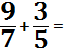 9/7 + 3/5 =